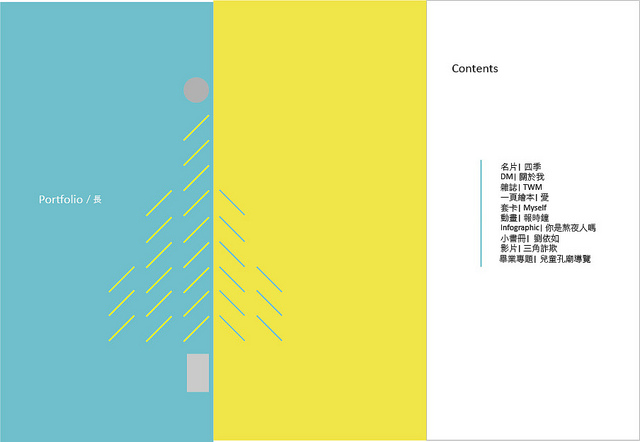 Portfolio / 長
Contents
名片| 四季
DM| 關於我
雜誌| TWM
一頁繪本| 愛
套卡| Myself
動畫| 報時鐘
Infographic| 你是熬夜人嗎
小書冊| 劉依如
影片| 三角詐欺
畢業專題| 兒童孔廟導覽